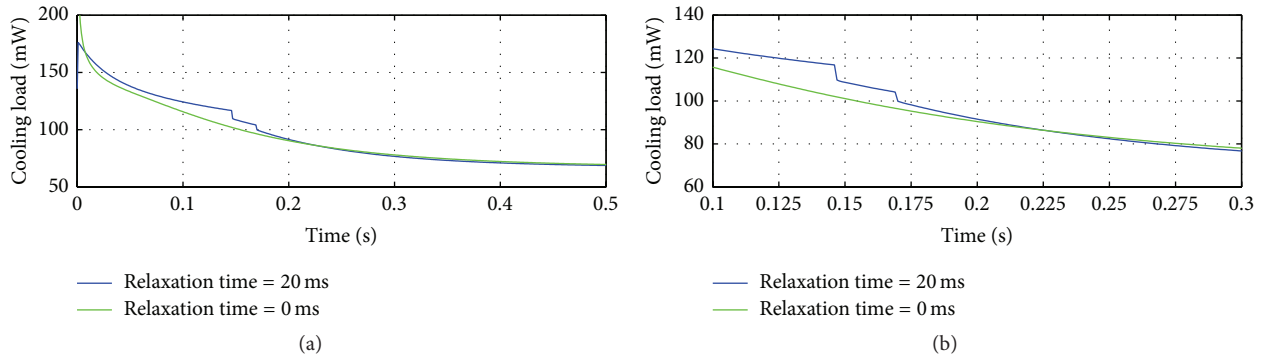 200
150
100
50
Cooling load (mW)
0
0.1
0.2
0.3
0.4
0.5
Time (s)
Relaxation time = 20 ms
Relaxation time = 0 ms
(a)
140
120
100
80
60
Cooling load (mW)
0.1
0.125
0.15
0.175
0.2
0.225
0.25
0.275
0.3
Time (s)
Relaxation time = 20 ms
Relaxation time = 0 ms
(b)